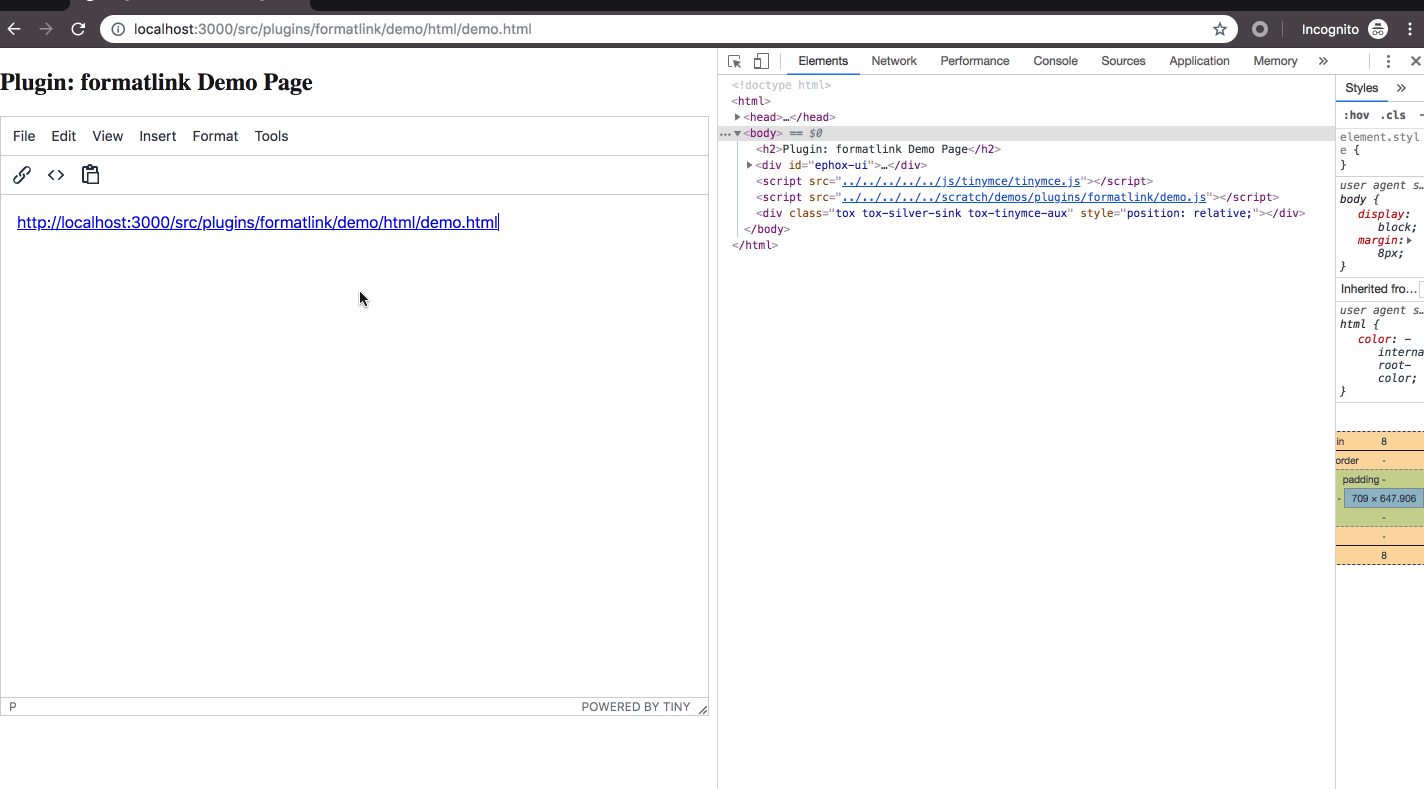 localhost:3000/src/plugins/formatlink/demo/html/demo.html
Incognito
Plugin: formatlink Demo Page
File Edit View Insert Format Tools
http://localhost:3000/src/plugins/formatlink/demo/html/demo.html
P
POWERED BY TINY
Elements Network Performance Console Sources Application Memory »
<!doctype html>
<html>
<head>…</head>
<body> == $0
<h2>Plugin: formatlink Demo Page</h2>
<div id="ephox-ui">…</div>
<script src="../../../../../js/tinymce/tinymce.js"></script>
<script src="../../../../../scratch/demos/plugins/formatlink/demo.js"></script>
<div class="tox tox-silver-sink tox-tinymce-aux" style="position: relative;"></div>
</body>
</html>
Styles »
:hov .cls
element.styl
e {
}
user agent s…
body {
display:
block;
margin:
8px;
}
Inherited fro…
user agent s…
html {
color: -
interna
root-
color;
}
in 8
order -
padding -
- 709 × 647.906
-
-
8